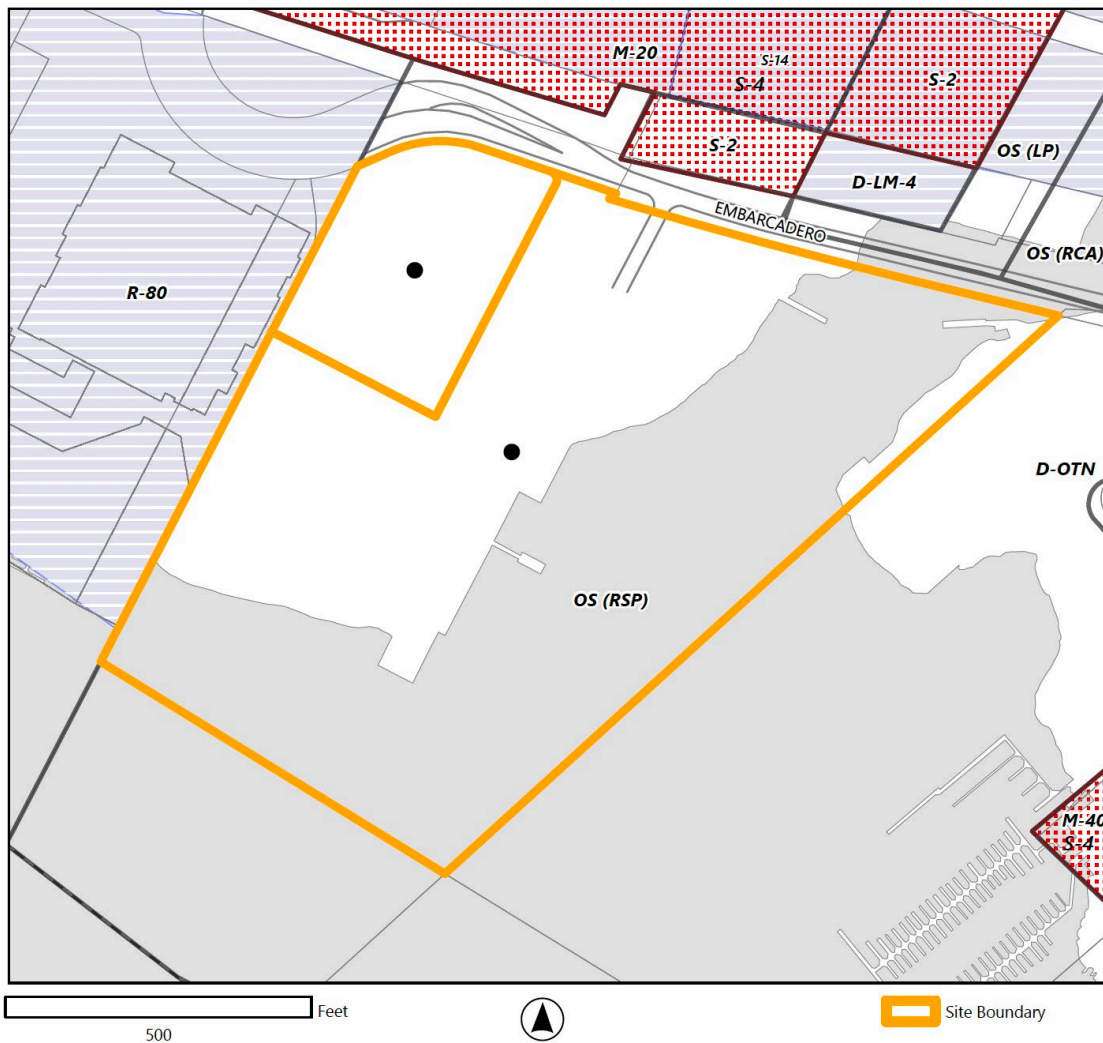 M-20
S-14
S-4
S-2
S-2
OS (LP)
D-LM-4
EMBARCADERO
OS (RCA)
R-80
D-OTN
OS (RSP)
M-40
S-4
Feet
500
Site Boundary